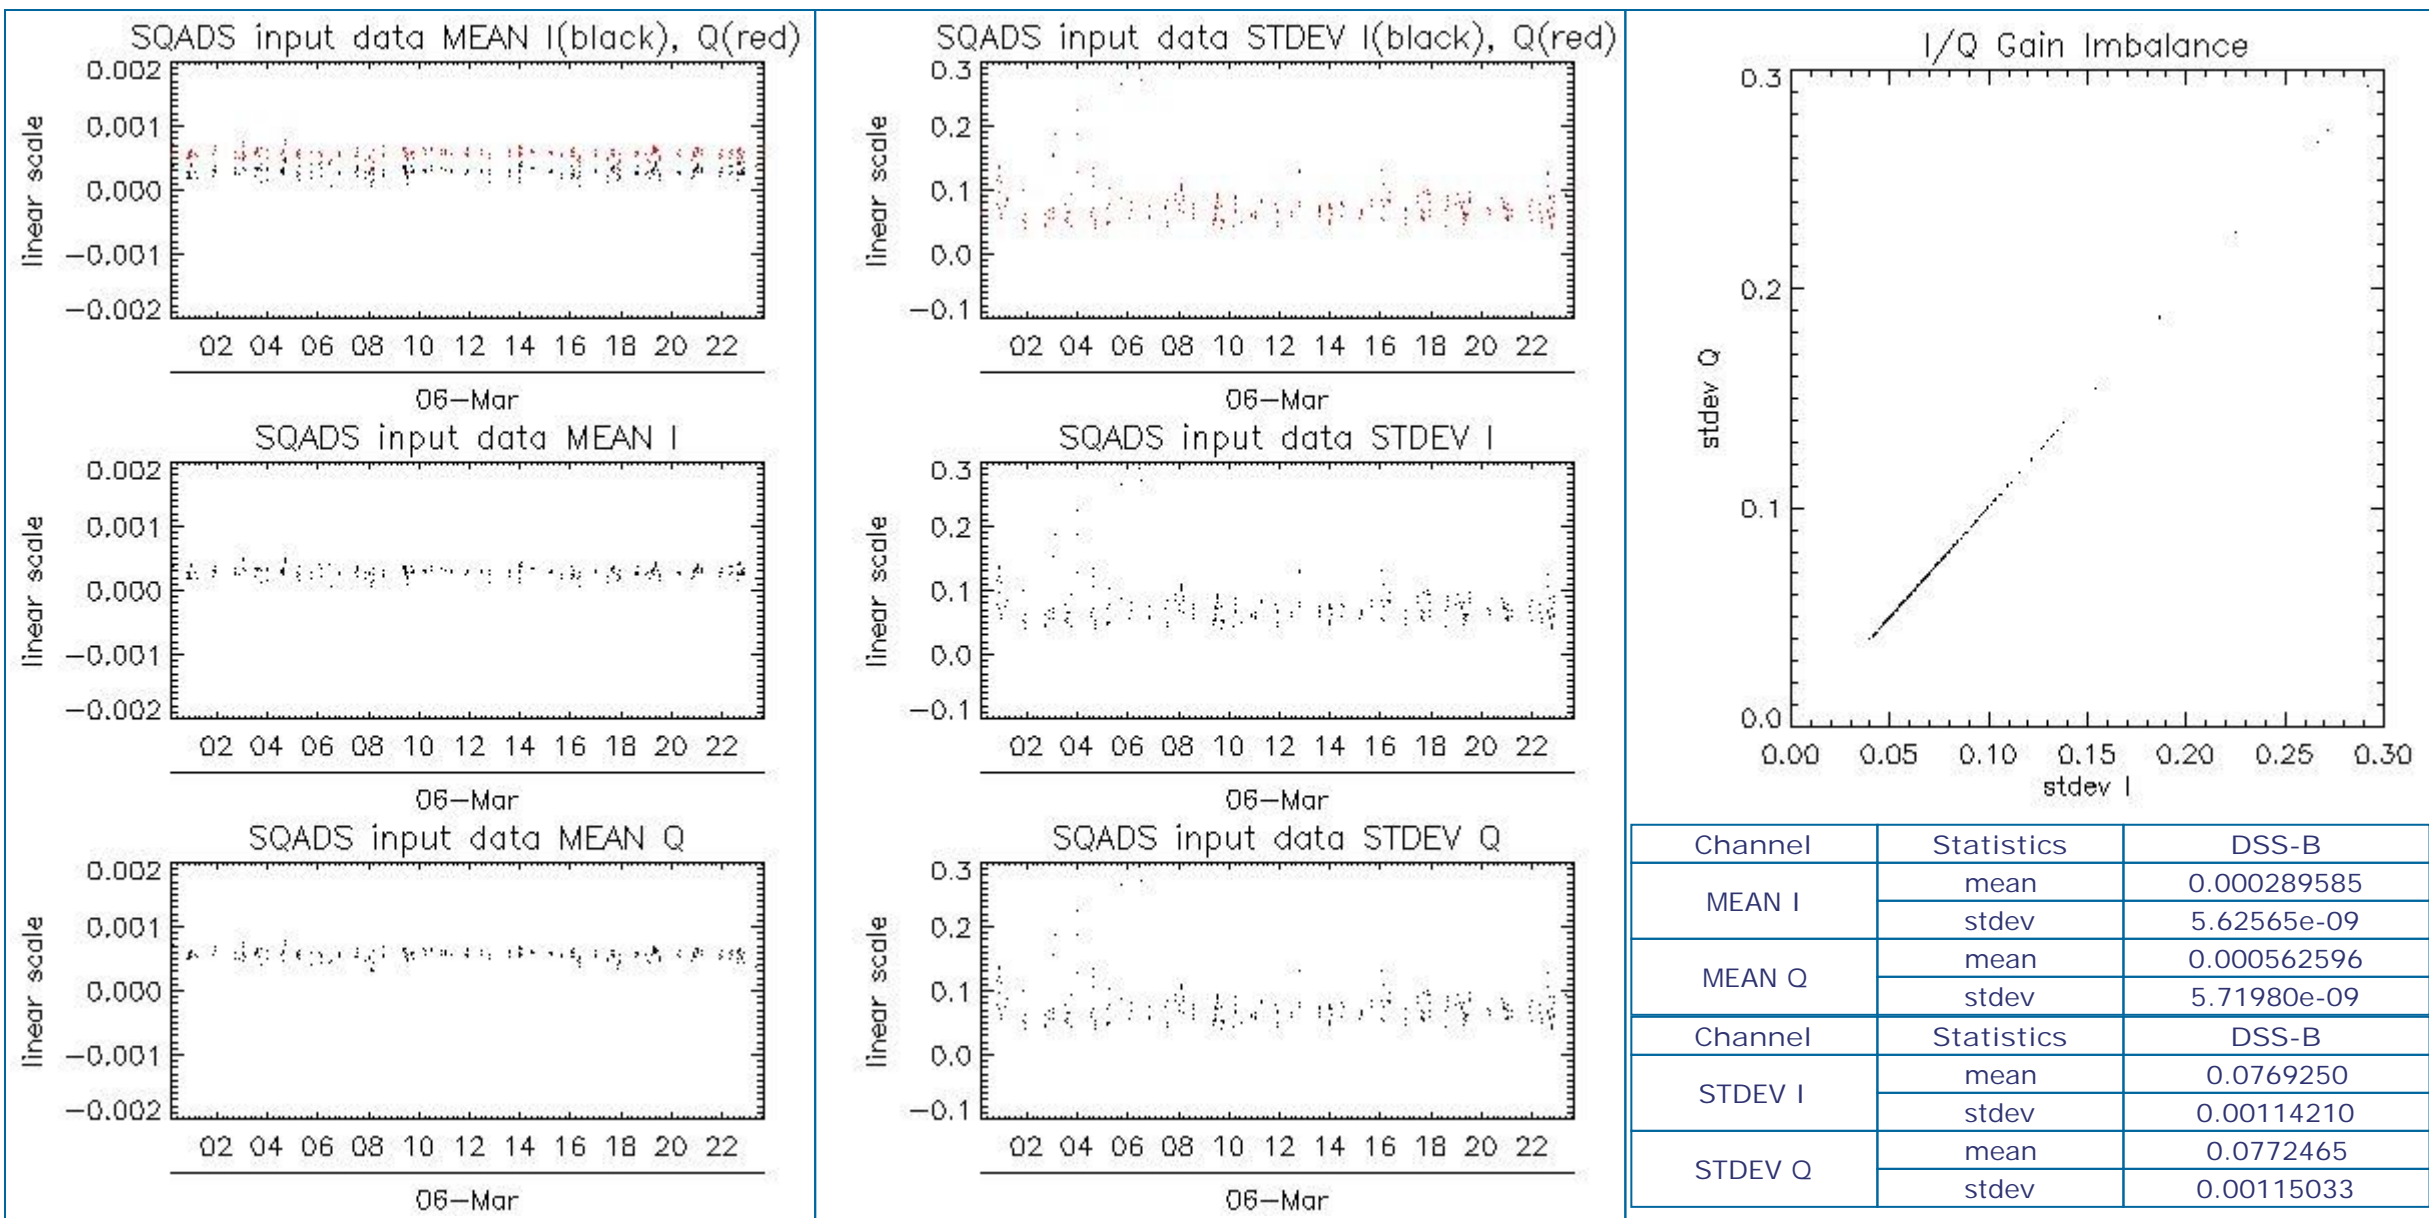 SQADS input data MEAN I(black), Q(red)
0.002
0.001
0.000
−0.001
−0.002
linear scale
02 04 06 08 10 12 14 16 18 20 22
06−Mar
SQADS input data MEAN I
0.002
0.001
0.000
−0.001
−0.002
linear scale
02 04 06 08 10 12 14 16 18 20 22
06−Mar
SQADS input data MEAN Q
0.002
0.001
0.000
−0.001
−0.002
linear scale
02 04 06 08 10 12 14 16 18 20 22
06−Mar
SQADS input data STDEV I(black), Q(red)
0.3
0.2
0.1
0.0
−0.1
linear scale
02 04 06 08 10 12 14 16 18 20 22
06−Mar
SQADS input data STDEV I
0.3
0.2
0.1
0.0
−0.1
linear scale
02 04 06 08 10 12 14 16 18 20 22
06−Mar
SQADS input data STDEV Q
0.3
0.2
0.1
0.0
−0.1
linear scale
02 04 06 08 10 12 14 16 18 20 22
06−Mar
I/Q Gain Imbalance
0.3
0.2
0.1
0.0
stdev Q
0.00 0.05 0.10 0.15 0.20 0.25 0.30
stdev I
Channel Statistics DSS-B
MEAN I mean 0.000289585
stdev 5.62565e-09
MEAN Q mean 0.000562596
stdev 5.71980e-09
Channel Statistics DSS-B
STDEV I mean 0.0769250
stdev 0.00114210
STDEV Q mean 0.0772465
stdev 0.00115033